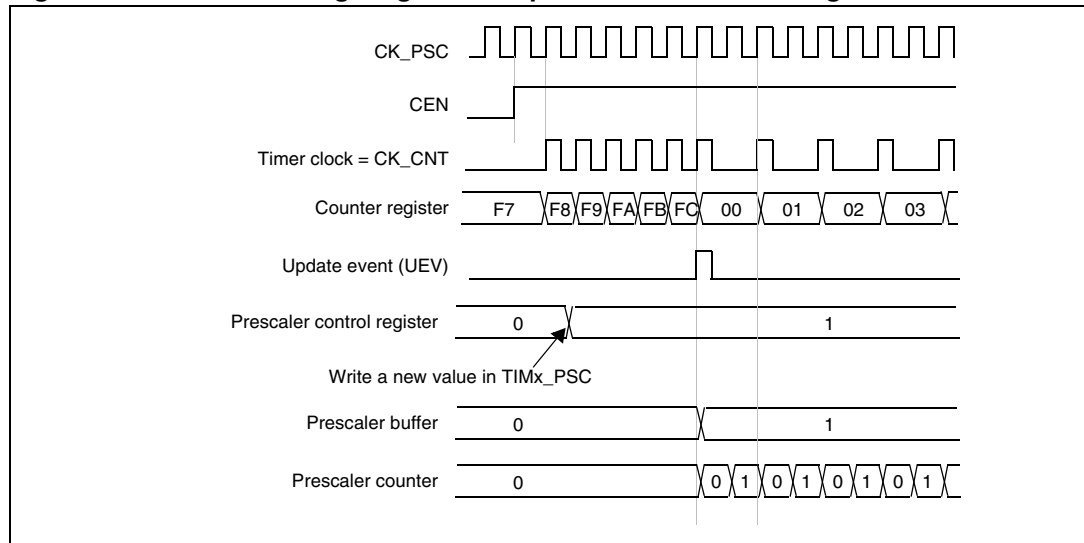 CK_PSC
CEN
Timer clock = CK_CNT
Counter register F7 F8 F9 FA FB FC 00 01 02 03
Update event (UEV)
Prescaler control register 0 1
Write a new value in TIMx_PSC
Prescaler buffer 0 1
Prescaler counter 0 0 1 0 1 0 1 0 1